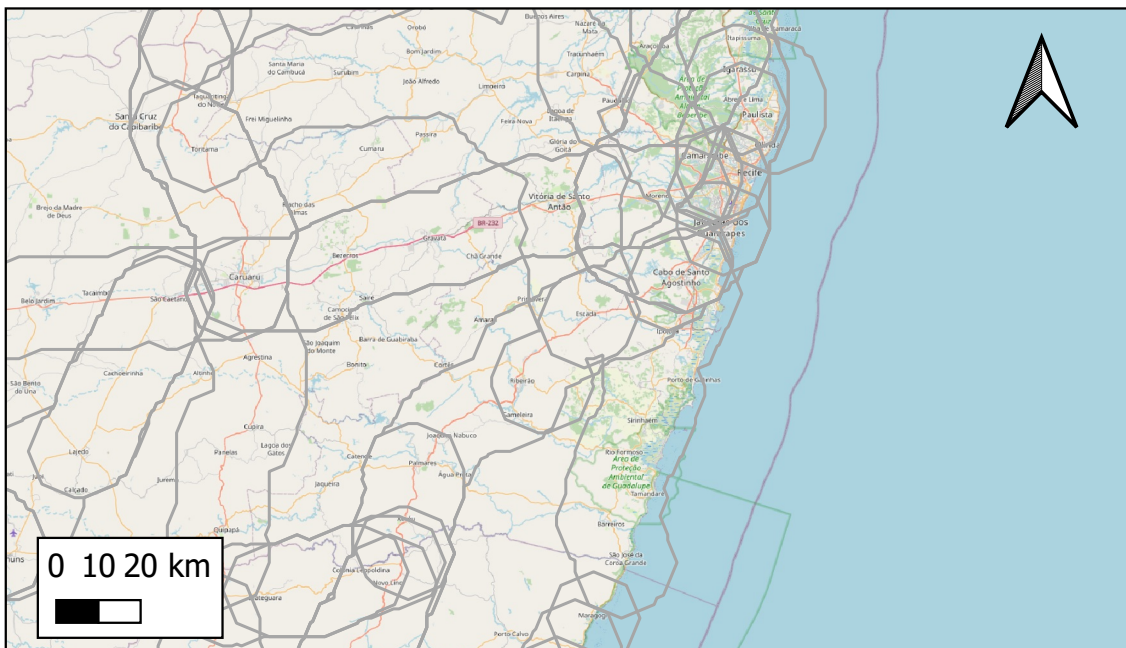 Buenos Aires
Orobó
Nazaré da
Mata
Araçoiaba
Itapissuma
Bom Jardim
Tracunhaém
Igarassu
Santa Maria
do Cambucá
Surubim
João Alfredo
Limoeiro
Carpina
Área de
Abreu e Lima
Paulista
Santa Cruz
do Capibaribe
Frei Miguelinho
Feira Nova
Lagoa de
Itaenga
Passira
Olinda
Toritama
Cumaru
Glória do
Goitá
Camaragibe
Recife
Brejo da Madre
de Deus
Riacho das
Almas
Vitória de Santo
Antão
Moreno
BR-232
Jaboatão dos
Guararapes
Gravatá
Bezerros
Chã Grande
Caruaru
Cabo de Santo
Agostinho
Tacaimbó
Belo Jardim
São Caetano
Sairé
Primavera
Camocim
de São Félix
Amaraji
Escada
Ipojuca
São Joaquim
do Monte
Barra de Guabiraba
Agrestina
Bonito
Cortês
Cachoeirinha
Altinho
São Bento
do Una
Ribeirão
Porto de Galinhas
Gameleira
Sirinhaém
Cupira
Joaquim Nabuco
Lagoa dos
Gatos
Panelas
Catende
Palmares
Rio Formoso
Área de
Proteção
Ambiental
de Guadalupe
Lajedo
Água Preta
Jurema
Jaqueira
Calçado
Tamandaré
Quipapá
Xexéu
Barreiros
São José da
Coroa Grande
0 10 20 km
Colônia Leopoldina
Novo Lino
Ibateguara
Maragogi
Porto Calvo